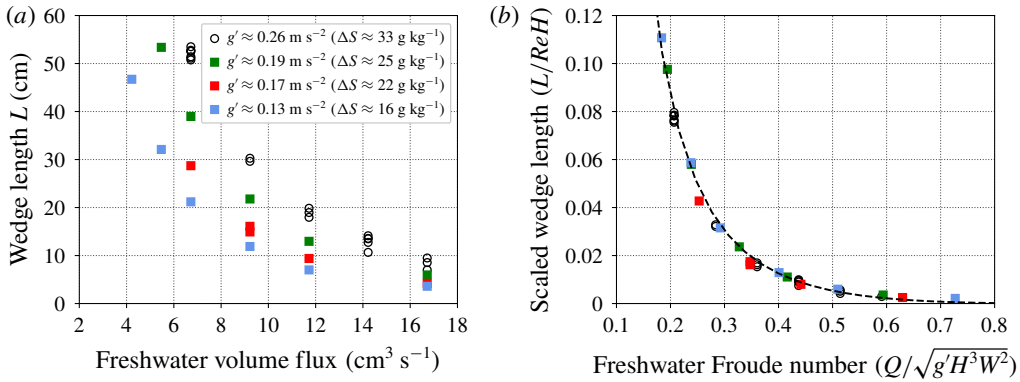 (a)
60
50
40
30
20
10
0
Wedge length L (cm)
g′ ≈ 0.26 m s⁻² (ΔS ≈ 33 g kg⁻¹)
g′ ≈ 0.19 m s⁻² (ΔS ≈ 25 g kg⁻¹)
g′ ≈ 0.17 m s⁻² (ΔS ≈ 22 g kg⁻¹)
g′ ≈ 0.13 m s⁻² (ΔS ≈ 16 g kg⁻¹)
2 4 6 8 10 12 14 16 18
Freshwater volume flux (cm³ s⁻¹)
(b)
0.12
0.10
0.08
0.06
0.04
0.02
0
Scaled wedge length (L/ReH)
0.1 0.2 0.3 0.4 0.5 0.6 0.7 0.8
Freshwater Froude number (Q/√g′H³W²)